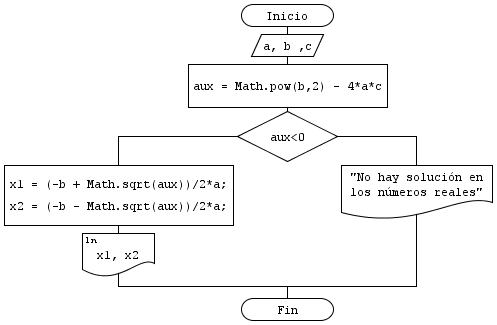 Inicio
a, b ,c
aux = Math.pow(b,2) - 4*a*c
aux<0
x1 = (-b + Math.sqrt(aux))/2*a;
x2 = (-b - Math.sqrt(aux))/2*a;
"No hay solución en
los números reales"
ln
x1, x2
Fin